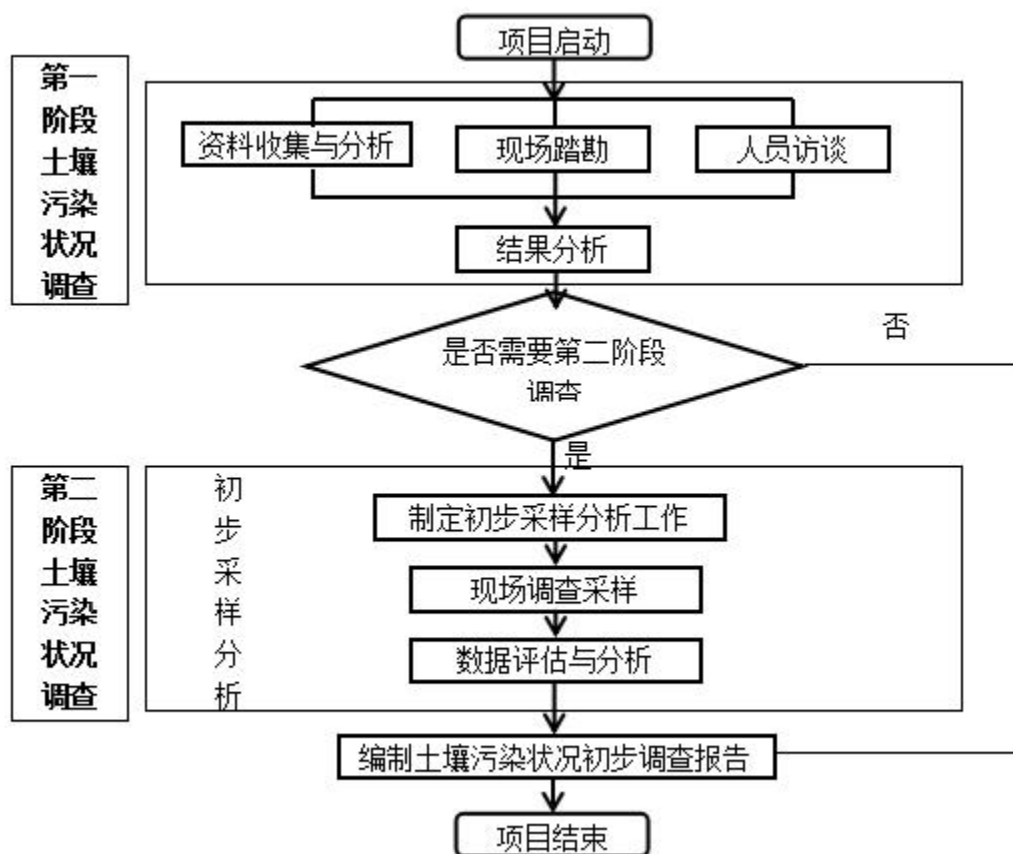 项目启动
第一
阶段
土壤
污染
状况
调查
资料收集与分析
现场踏勘
人员访谈
结果分析
是否需要第二阶段
调查
否
是
第二
阶段
土壤
污染
状况
调查
初
步
采
样
分
析
制定初步采样分析工作
现场调查采样
数据评估与分析
编制土壤污染状况初步调查报告
项目结束